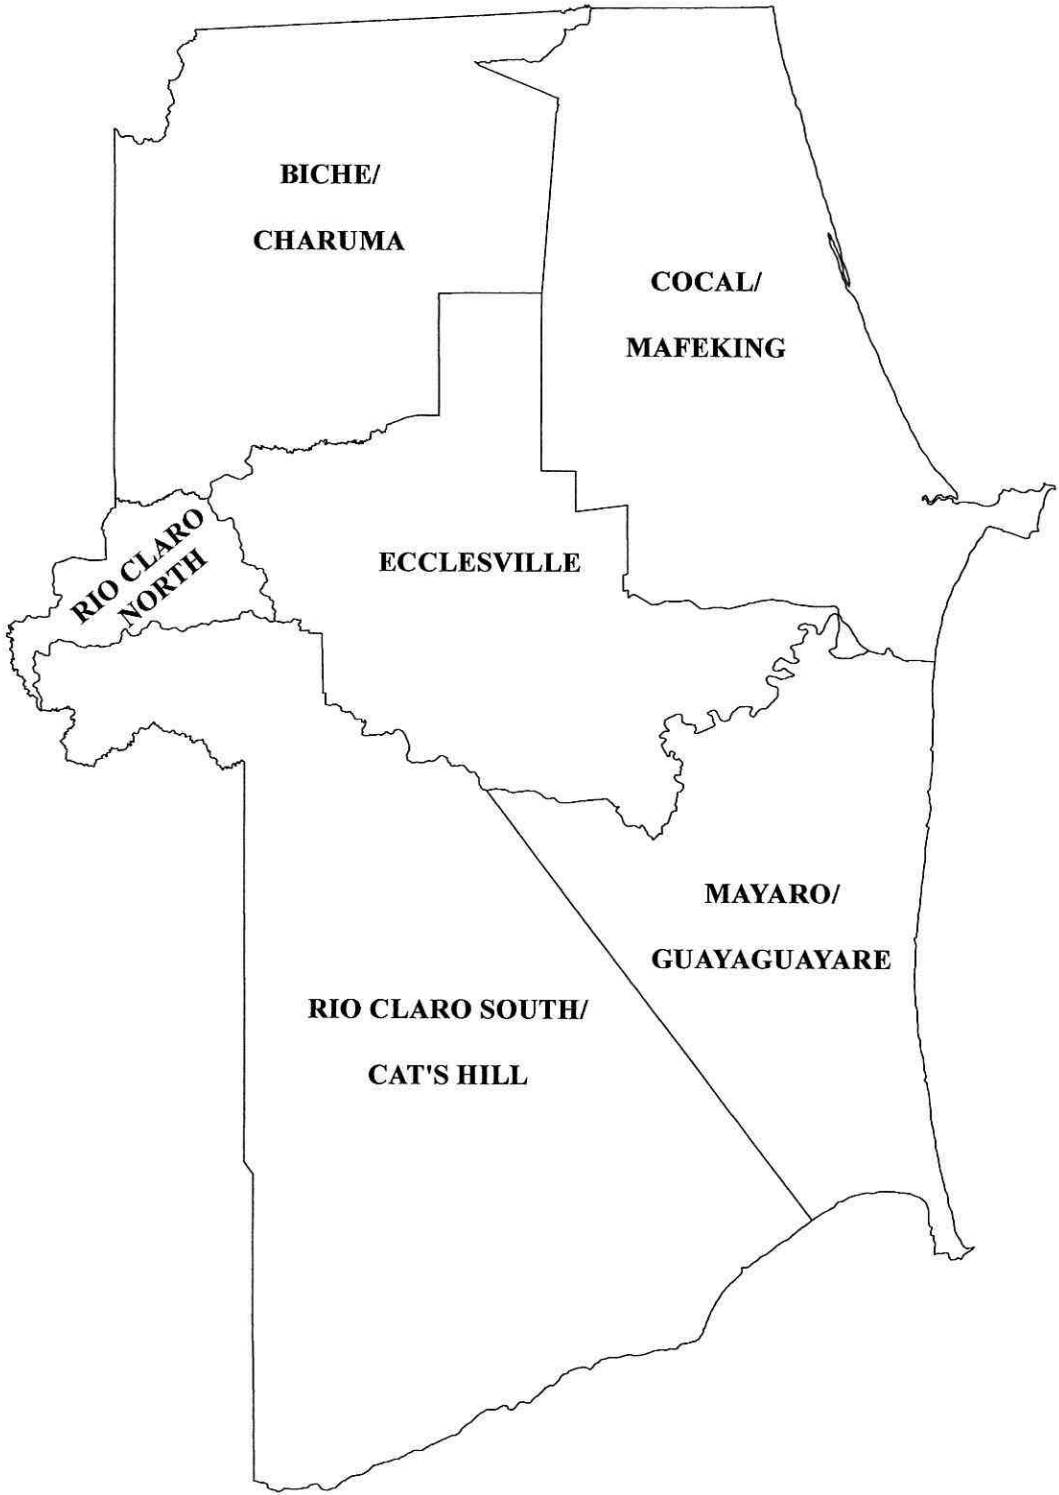 BICHE/
CHARUMA
COCAL/
MAFEKING
RIO CLARO
NORTH
ECCLESVILLE
MAYARO/
GUAYAGUAYARE
RIO CLARO SOUTH/
CAT'S HILL